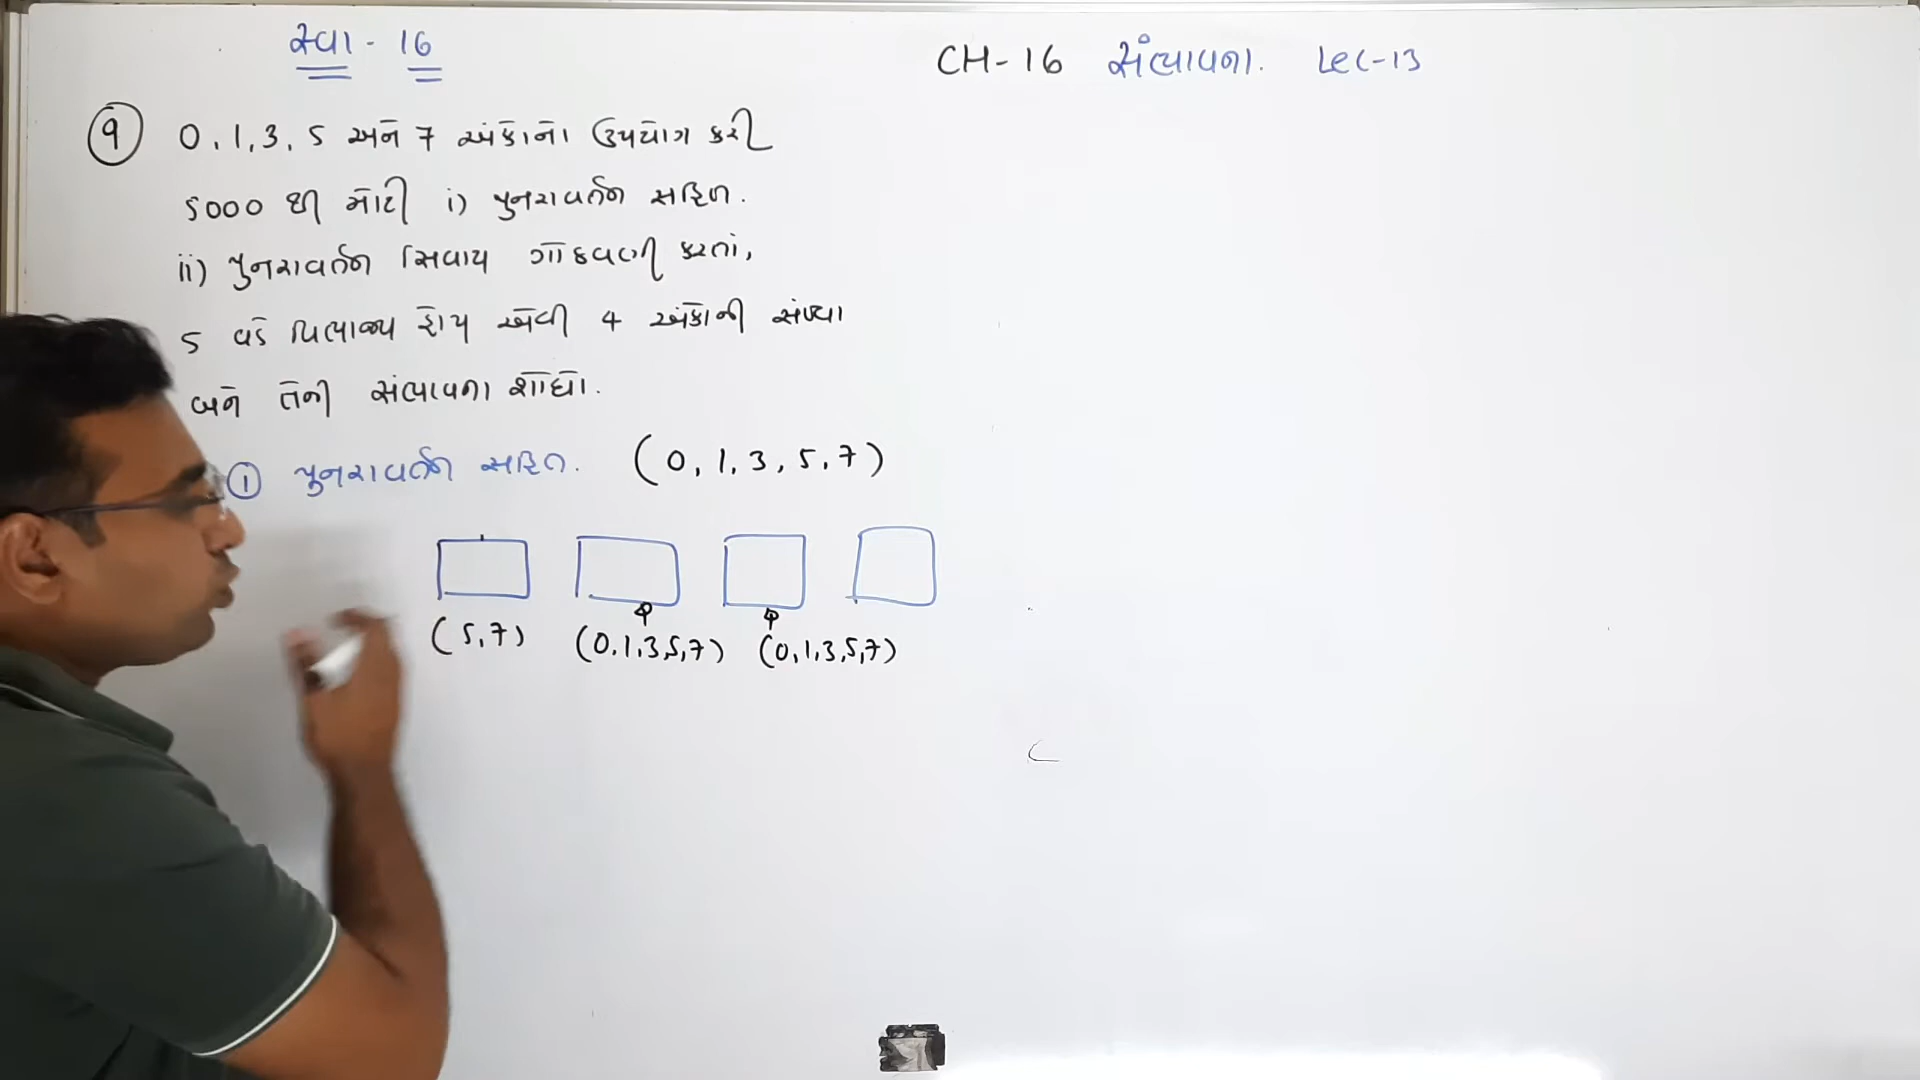 સ્વા - 16
CH-16 સંભાવના. Lec-13
9 0, 1, 3, 5 અને 7 અંકોનો ઉપયોગ કરી
5000 થી મોટી i) પુનરાવર્તન સહિત.
ii) પુનરાવર્તન સિવાય ગોઠવણી કરતાં,
5 વડે વિભાજ્ય હોય એવી 4 અંકોની સંખ્યા
બને તેની સંભાવના શોધો.
1 પુનરાવર્તન સહિત. (0, 1, 3, 5, 7)
(5,7) (0,1,3,5,7) (0,1,3,5,7)